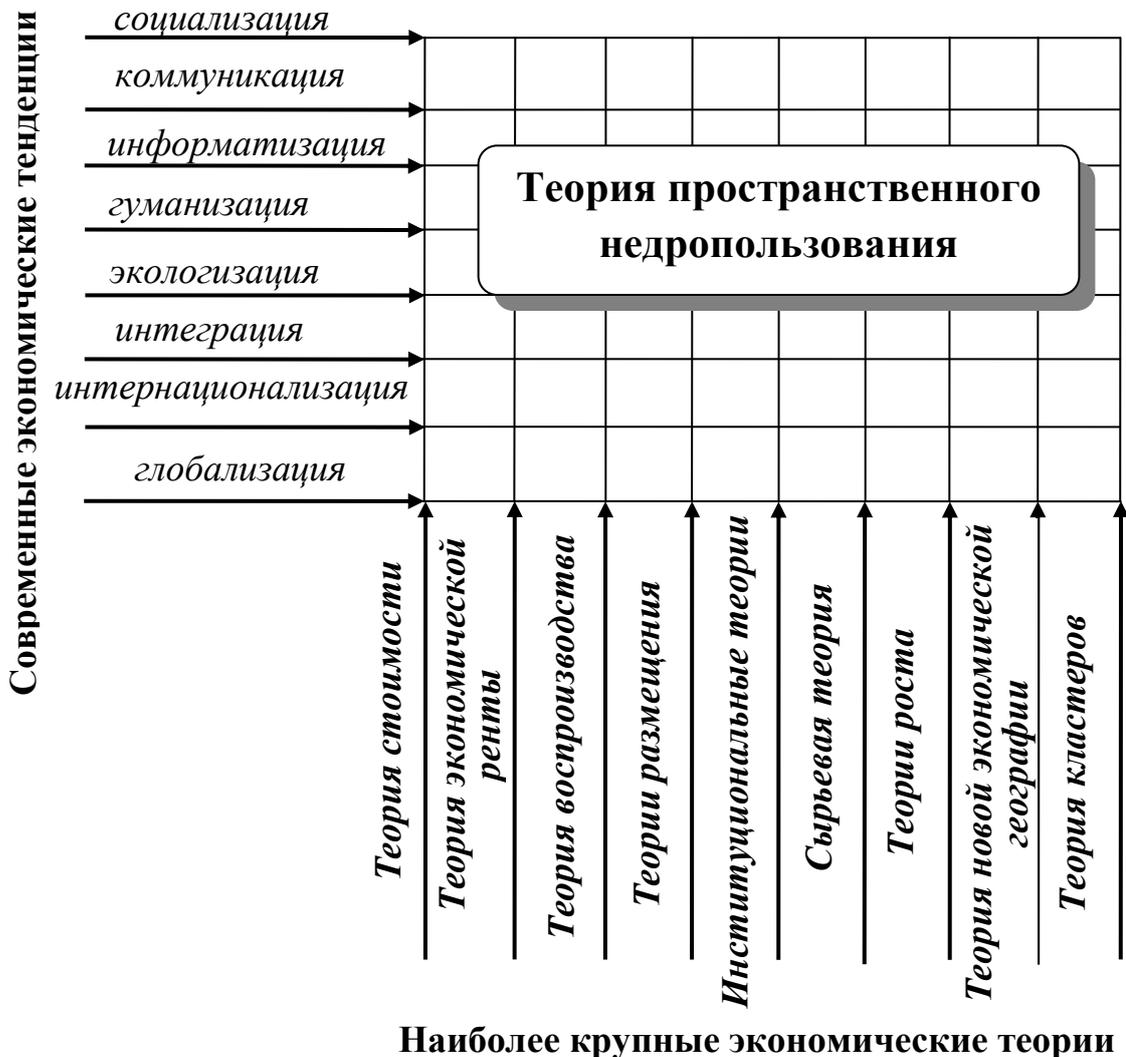 Современные экономические тенденции
социализация
коммуникация
информатизация
гуманизация
экологизация
интеграция
интернационализация
глобализация
Теория пространственного
недропользования
Теория стоимости
Теория экономической
ренты
Теория воспроизводства
Теории размещения
Институциональные теории
Сырьевая теория
Теории роста
Теория новой экономической
географии
Теория кластеров
Наиболее крупные экономические теории